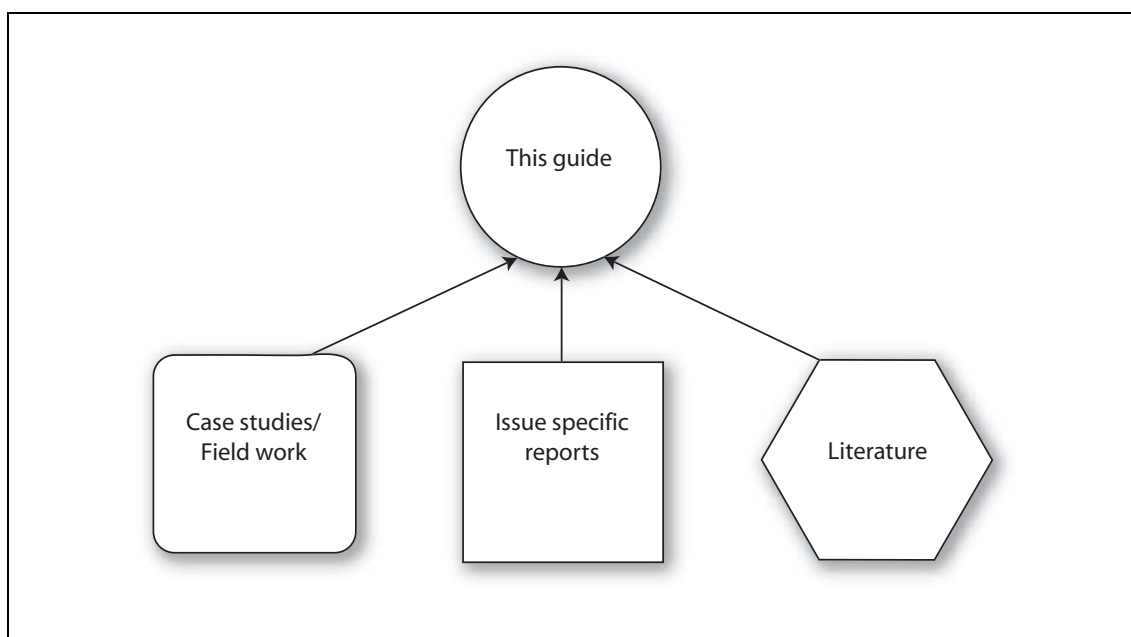 This guide
Case studies/
Field work
Issue specific
reports
Literature